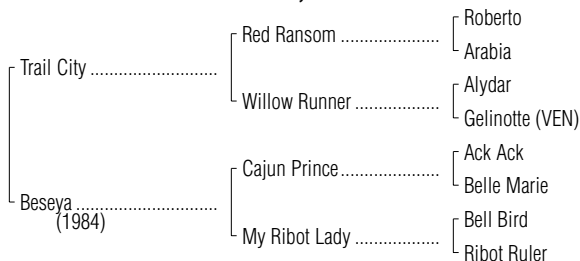 Roberto
Red Ransom ....................
Arabia
Trail City ...........................
Alydar
Willow Runner .................
Gelinotte (VEN)
Ack Ack
Cajun Prince ....................
Belle Marie
Beseya ..............................
(1984)
Bell Bird
My Ribot Lady .................
Ribot Ruler